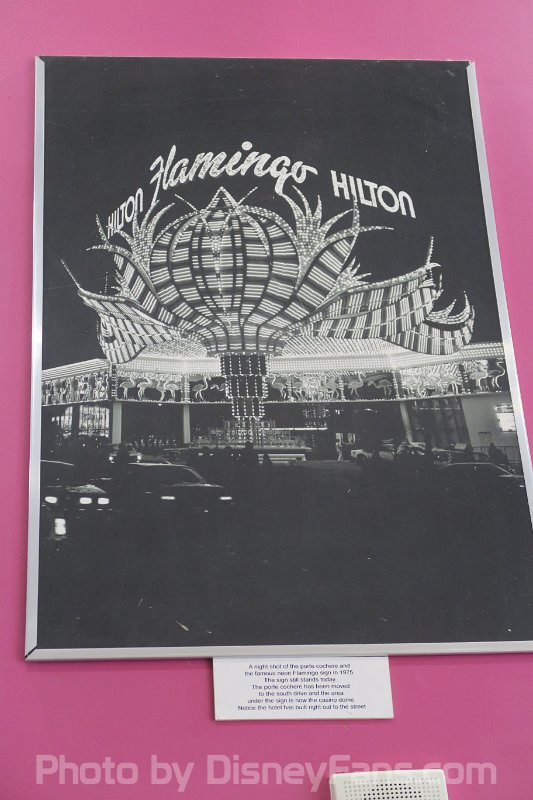 Flamingo
HILTON HILTON
A night shot of the porte cochere and
the famous neon Flamingo sign in 1975.
The sign still stands today.
The porte cochere has been moved
to the south drive and the area
under the sign is now the casino dome.
Notice the hotel has built right out to the street
Photo by DisneyFans.com